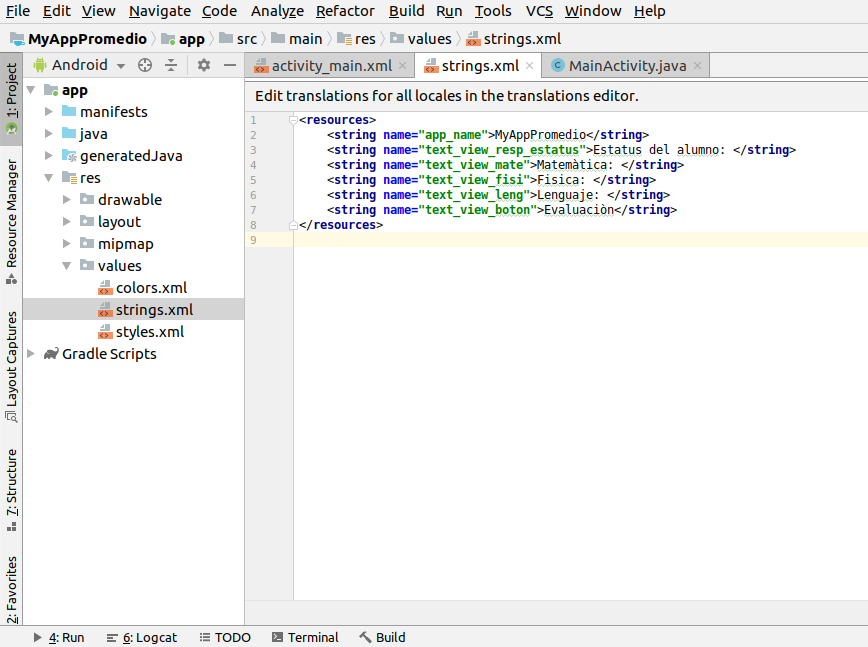 File Edit View Navigate Code Analyze Refactor Build Run Tools VCS Window Help
MyAppPromedio app src main res values strings.xml
1: Project
Resource Manager
Layout Captures
7: Structure
2: Favorites
Android
app
manifests
java
generatedJava
res
drawable
layout
mipmap
values
colors.xml
strings.xml
styles.xml
Gradle Scripts
activity_main.xml strings.xml MainActivity.java
Edit translations for all locales in the translations editor.
1 <resources>
2 <string name="app_name">MyAppPromedio</string>
3 <string name="text_view_resp_estatus">Estatus del alumno: </string>
4 <string name="text_view_mate">Matemàtica: </string>
5 <string name="text_view_fisi">Fisica: </string>
6 <string name="text_view_leng">Lenguaje: </string>
7 <string name="text_view_boton">Evaluaciòn</string>
8 </resources>
9
4: Run 6: Logcat TODO Terminal Build